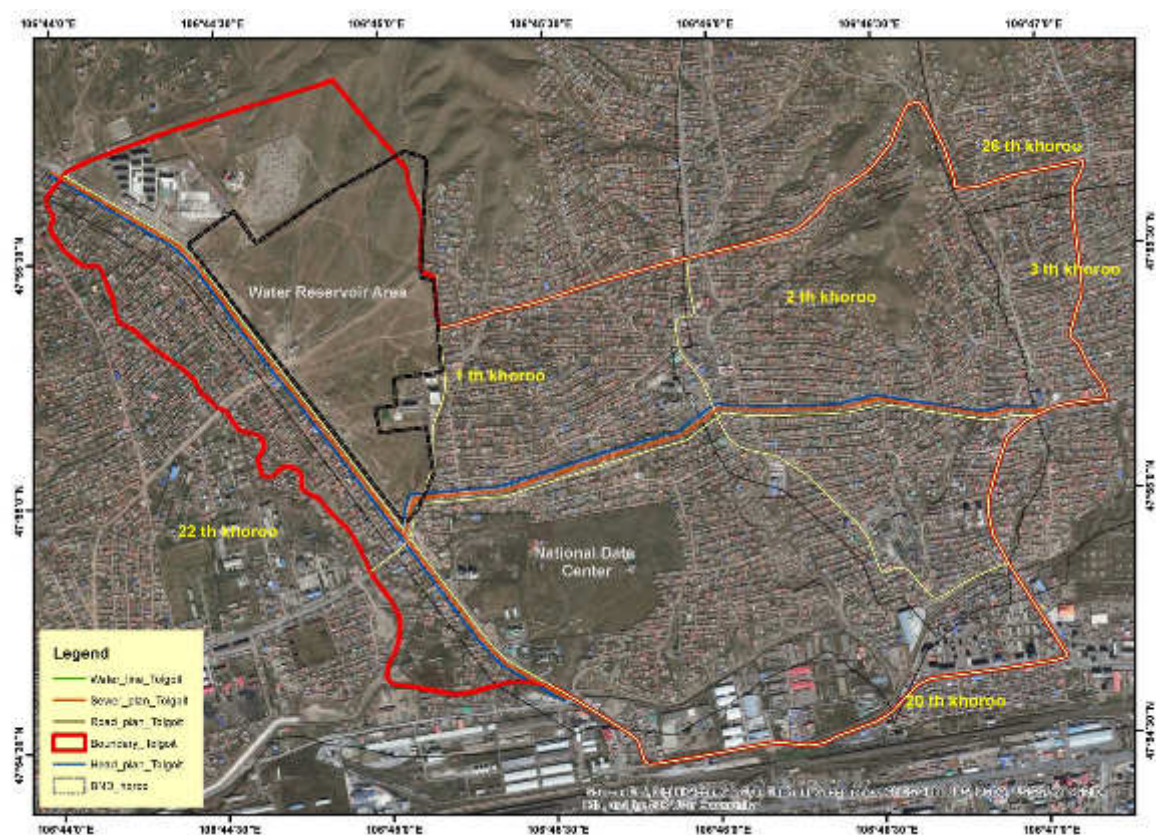 106°44'0"E 106°44'30"E 106°45'0"E 106°45'30"E 106°46'0"E 106°46'30"E 106°47'0"E
26 th khoroo
3 th khoroo
Water Reservoir Area
2 th khoroo
1 th khoroo
22 th khoroo
National Data
Center
20 th khoroo
Legend
Water_line_Tolgoit
Sewer_plan_Tolgoit
Road_plan_Tolgoit
Boundary_Tolgoit
Head_plan_Tolgoit
BND_horoo
106°44'0"E 106°44'30"E 106°45'0"E 106°45'30"E 106°46'0"E 106°46'30"E 106°47'0"E